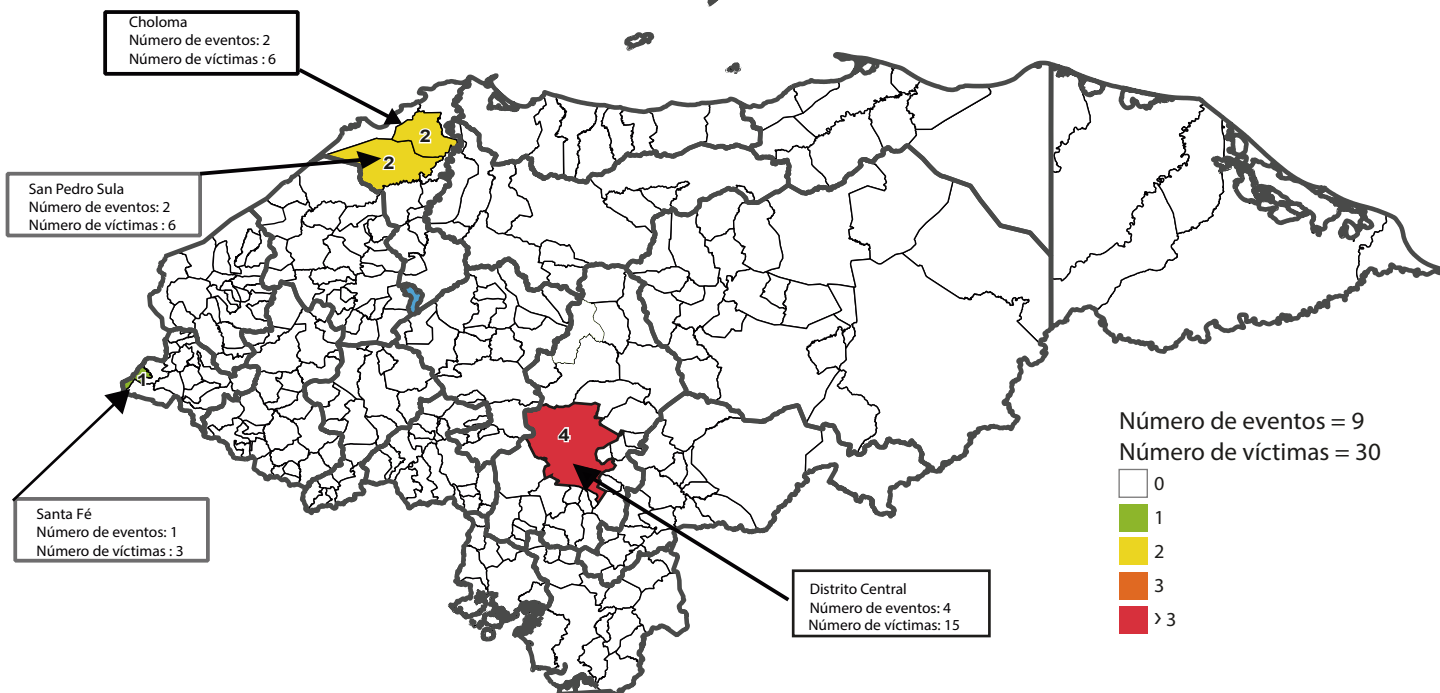 Choloma
Número de eventos: 2
Número de víctimas : 6
2
2
San Pedro Sula
Número de eventos: 2
Número de víctimas : 6
1
4
Número de eventos = 9
Número de víctimas = 30
0
1
2
3
> 3
Santa Fé
Número de eventos: 1
Número de víctimas : 3
Distrito Central
Número de eventos: 4
Número de víctimas: 15